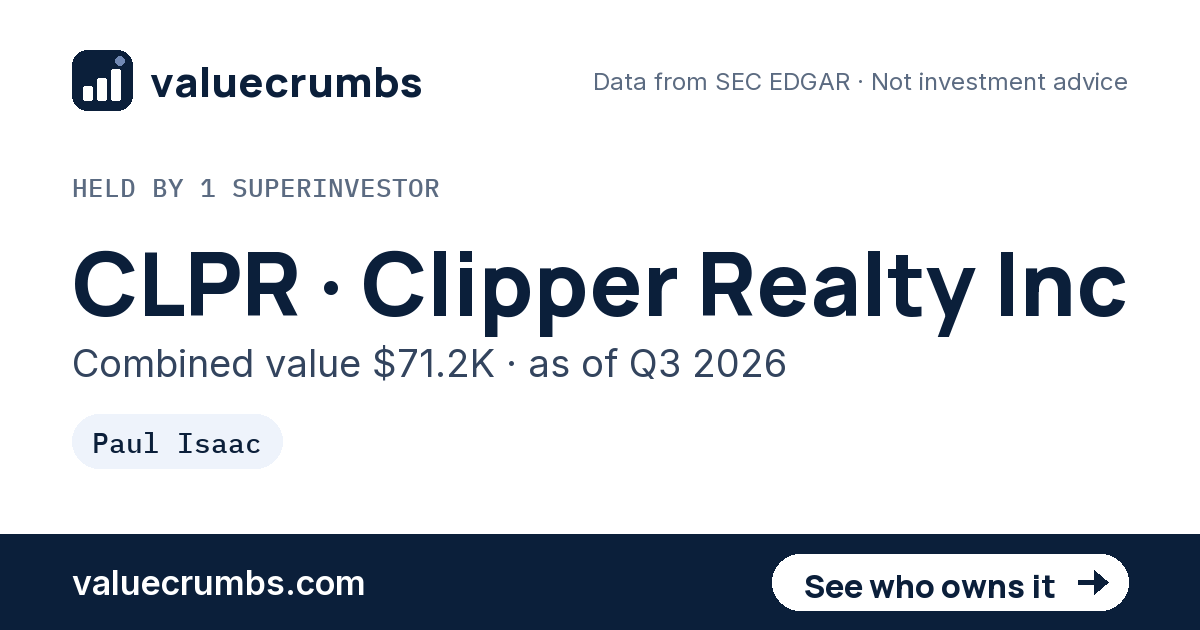 valuecrumbs
Data from SEC EDGAR · Not investment advice
HELD BY 1 SUPERINVESTOR
CLPR · Clipper Realty Inc
Combined value $71.2K · as of Q3 2026
Paul Isaac
valuecrumbs.com
See who owns it →